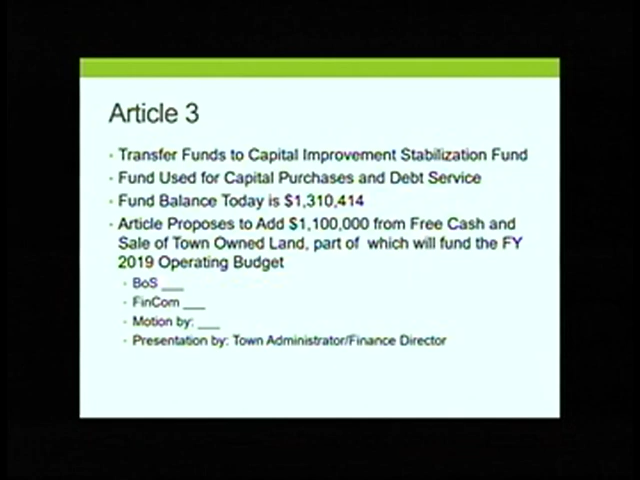 Article 3
· Transfer Funds to Capital Improvement Stabilization Fund
· Fund Used for Capital Purchases and Debt Service
· Fund Balance Today is $1,310,414
· Article Proposes to Add $1,100,000 from Free Cash and
Sale of Town Owned Land, part of which will fund the FY
2019 Operating Budget
· BoS ___
· FinCom ___
· Motion by: ___
· Presentation by: Town Administrator/Finance Director